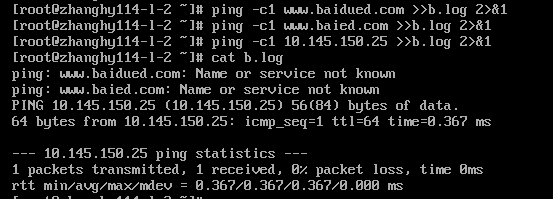 [root@zhanghy114-l-2 ~]# ping -c1 www.baidued.com >>b.log 2>&1
[root@zhanghy114-l-2 ~]# ping -c1 www.baied.com >>b.log 2>&1
[root@zhanghy114-l-2 ~]# ping -c1 10.145.150.25 >>b.log 2>&1
[root@zhanghy114-l-2 ~]# cat b.log
ping: www.baidued.com: Name or service not known
ping: www.baied.com: Name or service not known
PING 10.145.150.25 (10.145.150.25) 56(84) bytes of data.
64 bytes from 10.145.150.25: icmp_seq=1 ttl=64 time=0.367 ms

--- 10.145.150.25 ping statistics ---
1 packets transmitted, 1 received, 0% packet loss, time 0ms
rtt min/avg/max/mdev = 0.367/0.367/0.367/0.000 ms
[root@zhanghy114-l-2 ~]#